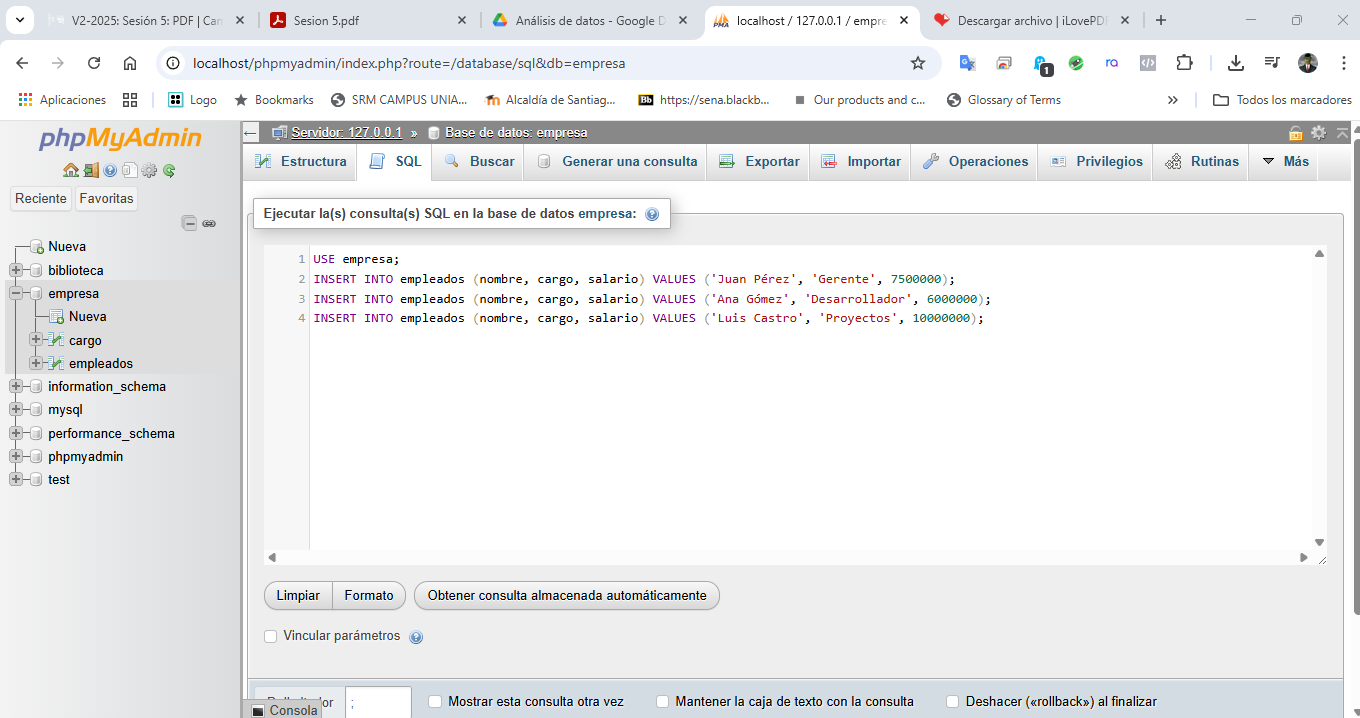 V2-2025: Sesión 5: PDF | Can
Sesion 5.pdf
Análisis de datos - Google D
localhost / 127.0.0.1 / empre
Descargar archivo | iLovePDF
localhost/phpmyadmin/index.php?route=/database/sql&db=empresa
1
Aplicaciones
Logo
Bookmarks
SRM CAMPUS UNIA...
Alcaldía de Santiag...
Bb https://sena.blackb...
Our products and c...
Glossary of Terms
»
Todos los marcadores
phpMyAdmin
Reciente
Favoritas
Nueva
biblioteca
empresa
Nueva
cargo
empleados
information_schema
mysql
performance_schema
phpmyadmin
test
Servidor: 127.0.0.1 » Base de datos: empresa
Estructura
SQL
Buscar
Generar una consulta
Exportar
Importar
Operaciones
Privilegios
Rutinas
Más
Ejecutar la(s) consulta(s) SQL en la base de datos empresa:
1 USE empresa;
2 INSERT INTO empleados (nombre, cargo, salario) VALUES ('Juan Pérez', 'Gerente', 7500000);
3 INSERT INTO empleados (nombre, cargo, salario) VALUES ('Ana Gómez', 'Desarrollador', 6000000);
4 INSERT INTO empleados (nombre, cargo, salario) VALUES ('Luis Castro', 'Proyectos', 10000000);
Limpiar
Formato
Obtener consulta almacenada automáticamente
Vincular parámetros
;
Mostrar esta consulta otra vez
Mantener la caja de texto con la consulta
Deshacer («rollback») al finalizar
Consola